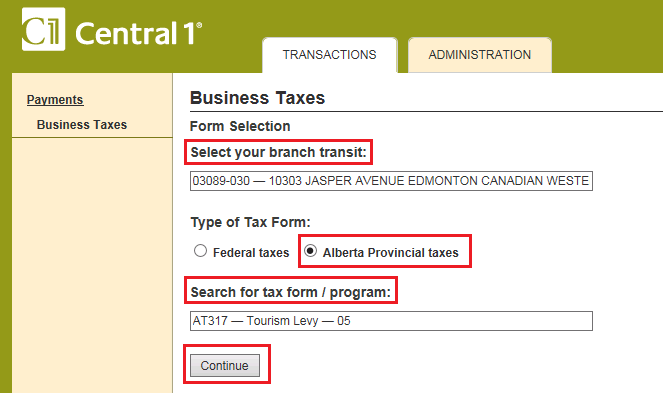 C1 Central 1®
TRANSACTIONS
ADMINISTRATION
Payments
Business Taxes
Business Taxes
Form Selection
Select your branch transit:
03089-030 — 10303 JASPER AVENUE EDMONTON CANADIAN WESTE
Type of Tax Form:
Federal taxes
Alberta Provincial taxes
Search for tax form / program:
AT317 — Tourism Levy — 05
Continue